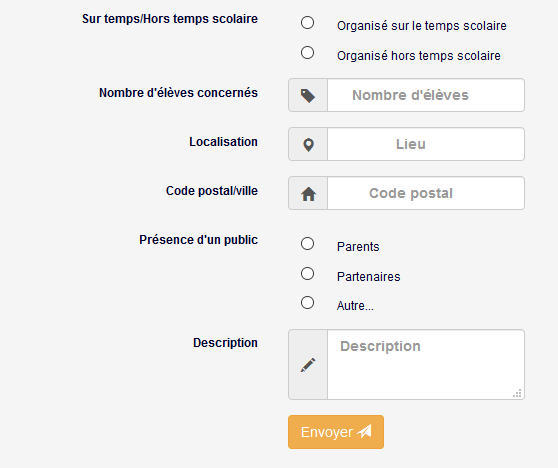 Sur temps/Hors temps scolaire
Organisé sur le temps scolaire
Organisé hors temps scolaire
Nombre d'élèves concernés
Nombre d'élèves
Localisation
Lieu
Code postal/ville
Code postal
Présence d'un public
Parents
Partenaires
Autre...
Description
Description
Envoyer